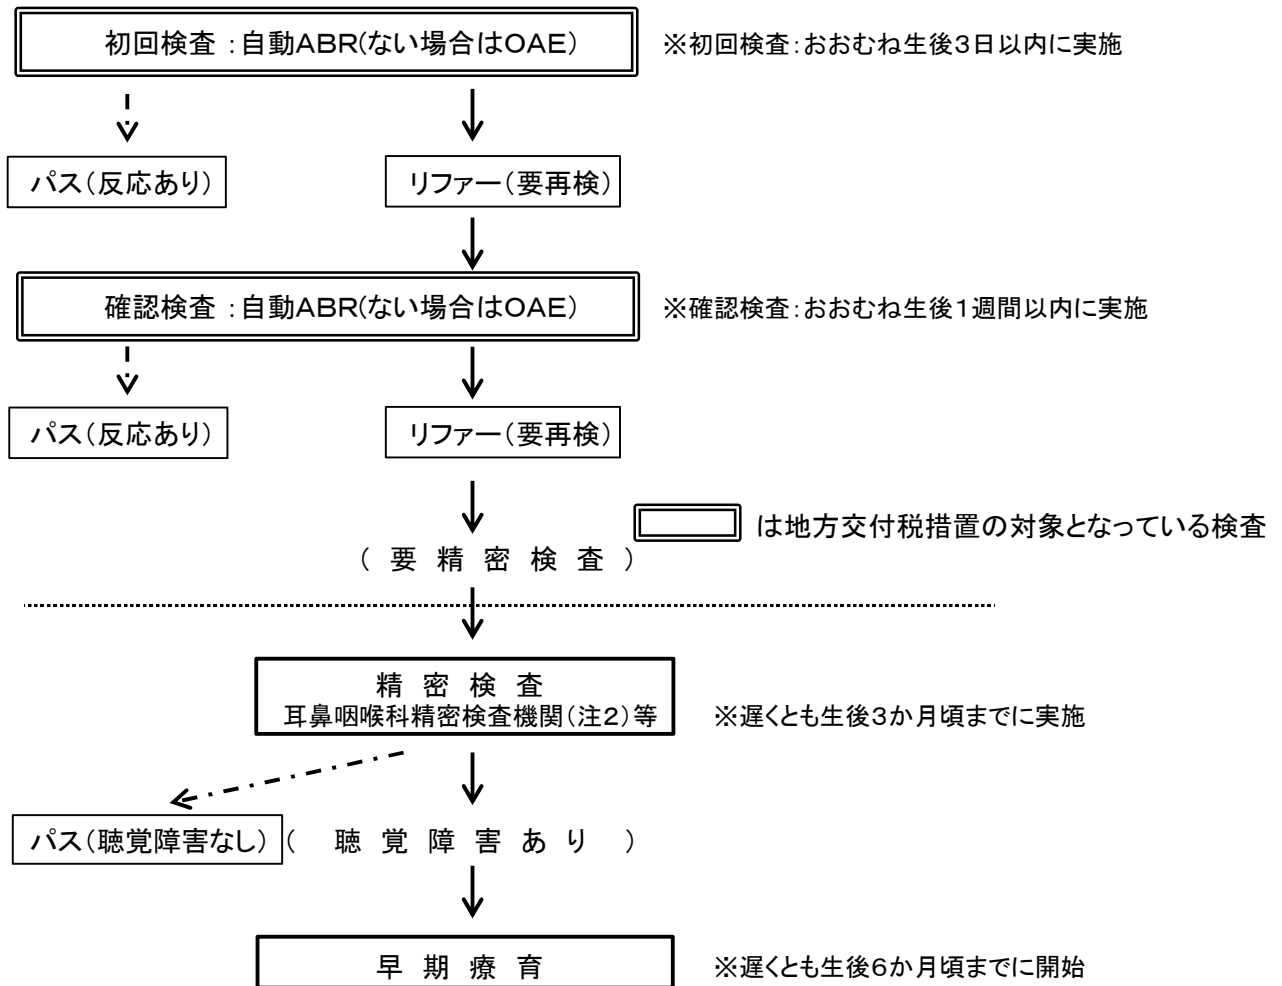 初回検査：自動ABR(ない場合はOAE)
※初回検査：おおむね生後3日以内に実施
パス（反応あり）
リファー（要再検）
確認検査：自動ABR(ない場合はOAE)
※確認検査：おおむね生後1週間以内に実施
パス（反応あり）
リファー（要再検）
は地方交付税措置の対象となっている検査
（要精密検査）
精密検査
耳鼻咽喉科精密検査機関（注2）等
※遅くとも生後3か月頃までに実施
パス（聴覚障害なし）
（聴覚障害あり）
早期療育
※遅くとも生後6か月頃までに開始